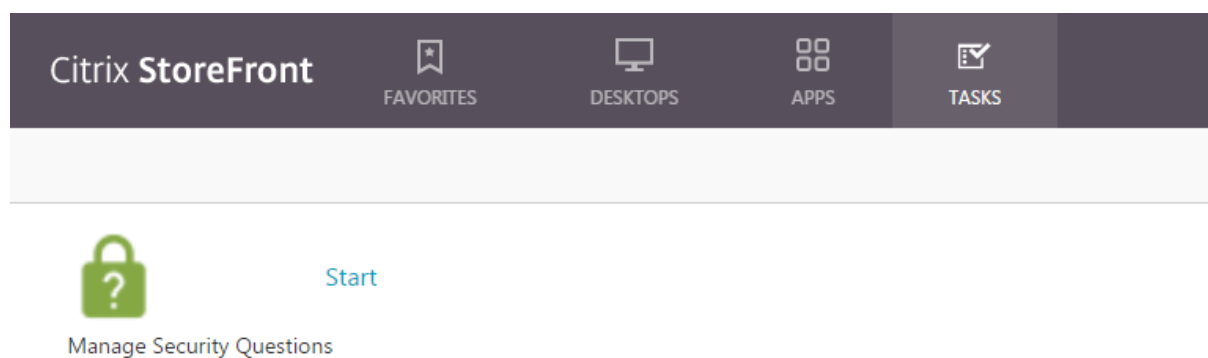 Citrix StoreFront
FAVORITES
DESKTOPS
APPS
TASKS
?
Start
Manage Security Questions